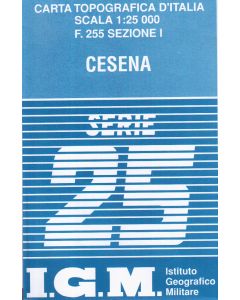 CARTA TOPOGRAFICA D'ITALIA
SCALA 1:25 000
F. 255 SEZIONE I
CESENA
SERIE
25
I.G.M.
Istituto
Geografico
Militare